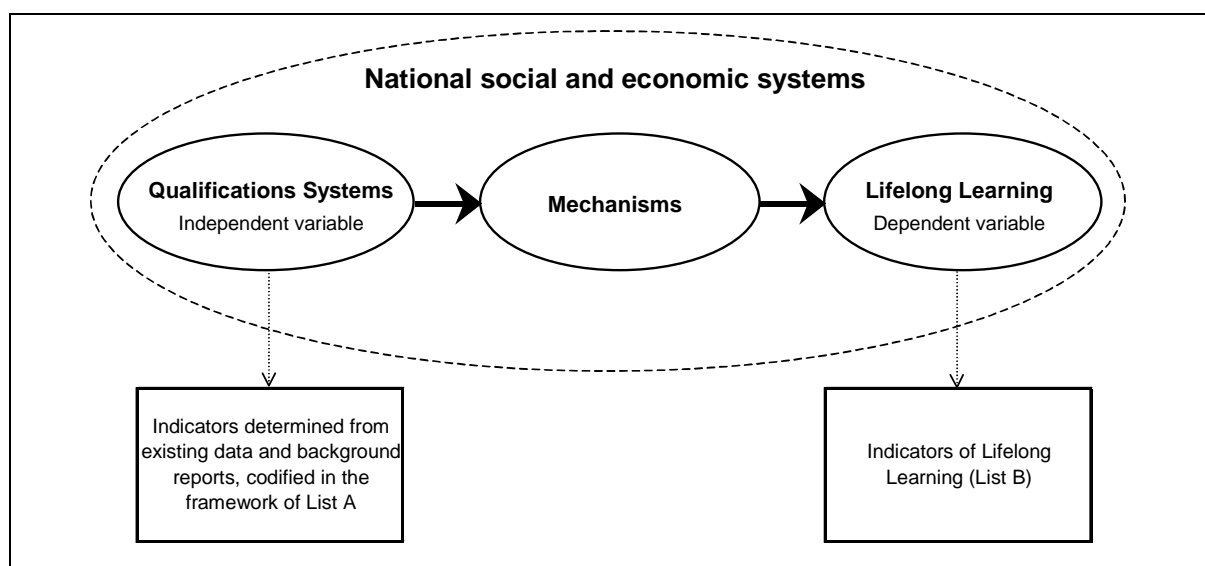 National social and economic systems
Qualifications Systems
Independent variable
Mechanisms
Lifelong Learning
Dependent variable
Indicators determined from
existing data and background
reports, codified in the
framework of List A
Indicators of Lifelong
Learning (List B)